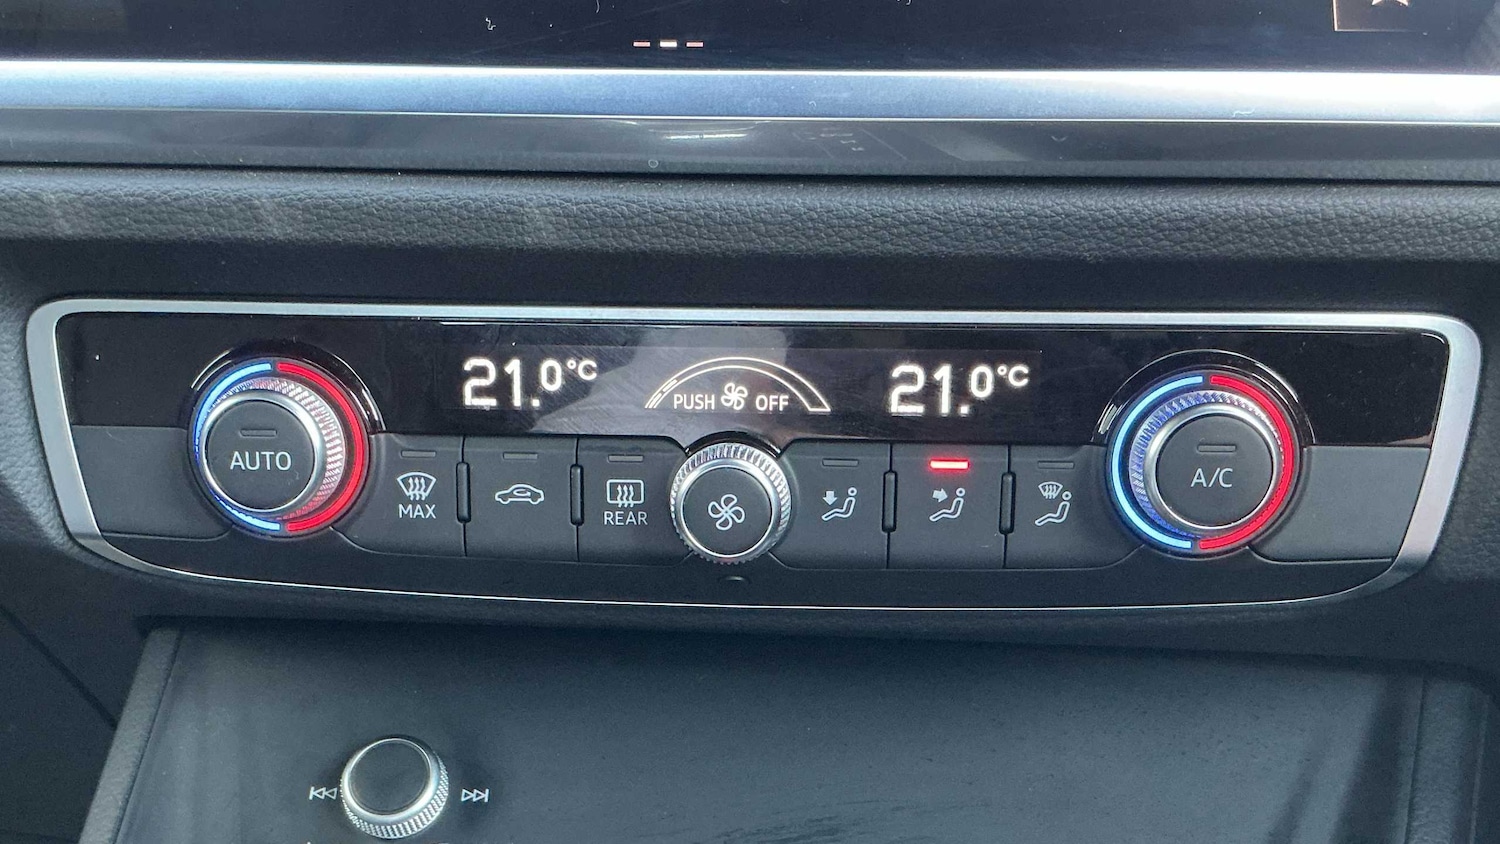 21.0°C
PUSH OFF
21.0°C
AUTO
MAX
REAR
A/C